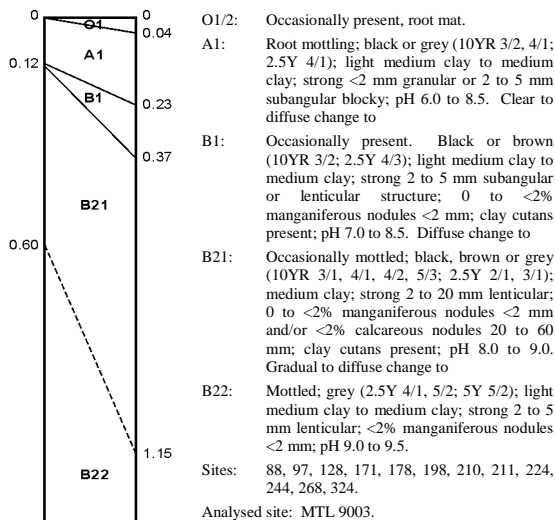 0
0
O1
0.04
A1
0.12
B1
0.23
0.37
B21
0.60
1.15
B22
O1/2: Occasionally present, root mat.
A1: Root mottling; black or grey (10YR 3/2, 4/1;
2.5Y 4/1); light medium clay to medium
clay; strong <2 mm granular or 2 to 5 mm
subangular blocky; pH 6.0 to 8.5. Clear to
diffuse change to
B1: Occasionally present. Black or brown
(10YR 3/2; 2.5Y 4/3); light medium clay to
medium clay; strong 2 to 5 mm subangular
or lenticular structure; 0 to <2%
manganiferous nodules <2 mm; clay cutans
present; pH 7.0 to 8.5. Diffuse change to
B21: Occasionally mottled; black, brown or grey
(10YR 3/1, 4/1, 4/2, 5/3; 2.5Y 2/1, 3/1);
medium clay; strong 2 to 20 mm lenticular;
0 to <2% manganiferous nodules <2 mm
and/or <2% calcareous nodules 20 to 60
mm; clay cutans present; pH 8.0 to 9.0.
Gradual to diffuse change to
B22: Mottled; grey (2.5Y 4/1, 5/2; 5Y 5/2); light
medium clay to medium clay; strong 2 to 5
mm lenticular; <2% manganiferous nodules
<2 mm; pH 9.0 to 9.5.
Sites: 88, 97, 128, 171, 178, 198, 210, 211, 224,
244, 268, 324.
Analysed site: MTL 9003.